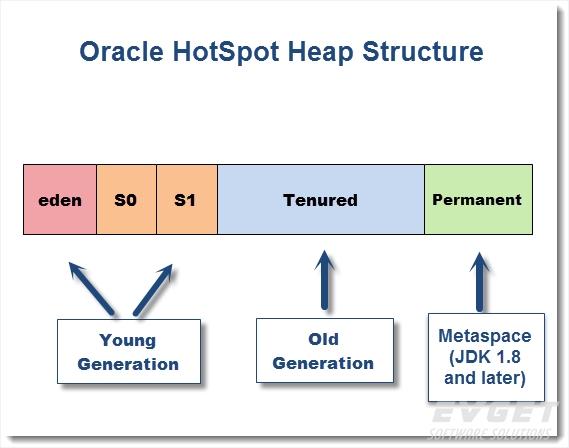 Oracle HotSpot Heap Structure
eden
S0
S1
Tenured
Permanent
Young
Generation
Old
Generation
Metaspace
(JDK 1.8
and later)
EVGET
SOFTWARE SOLUTIONS